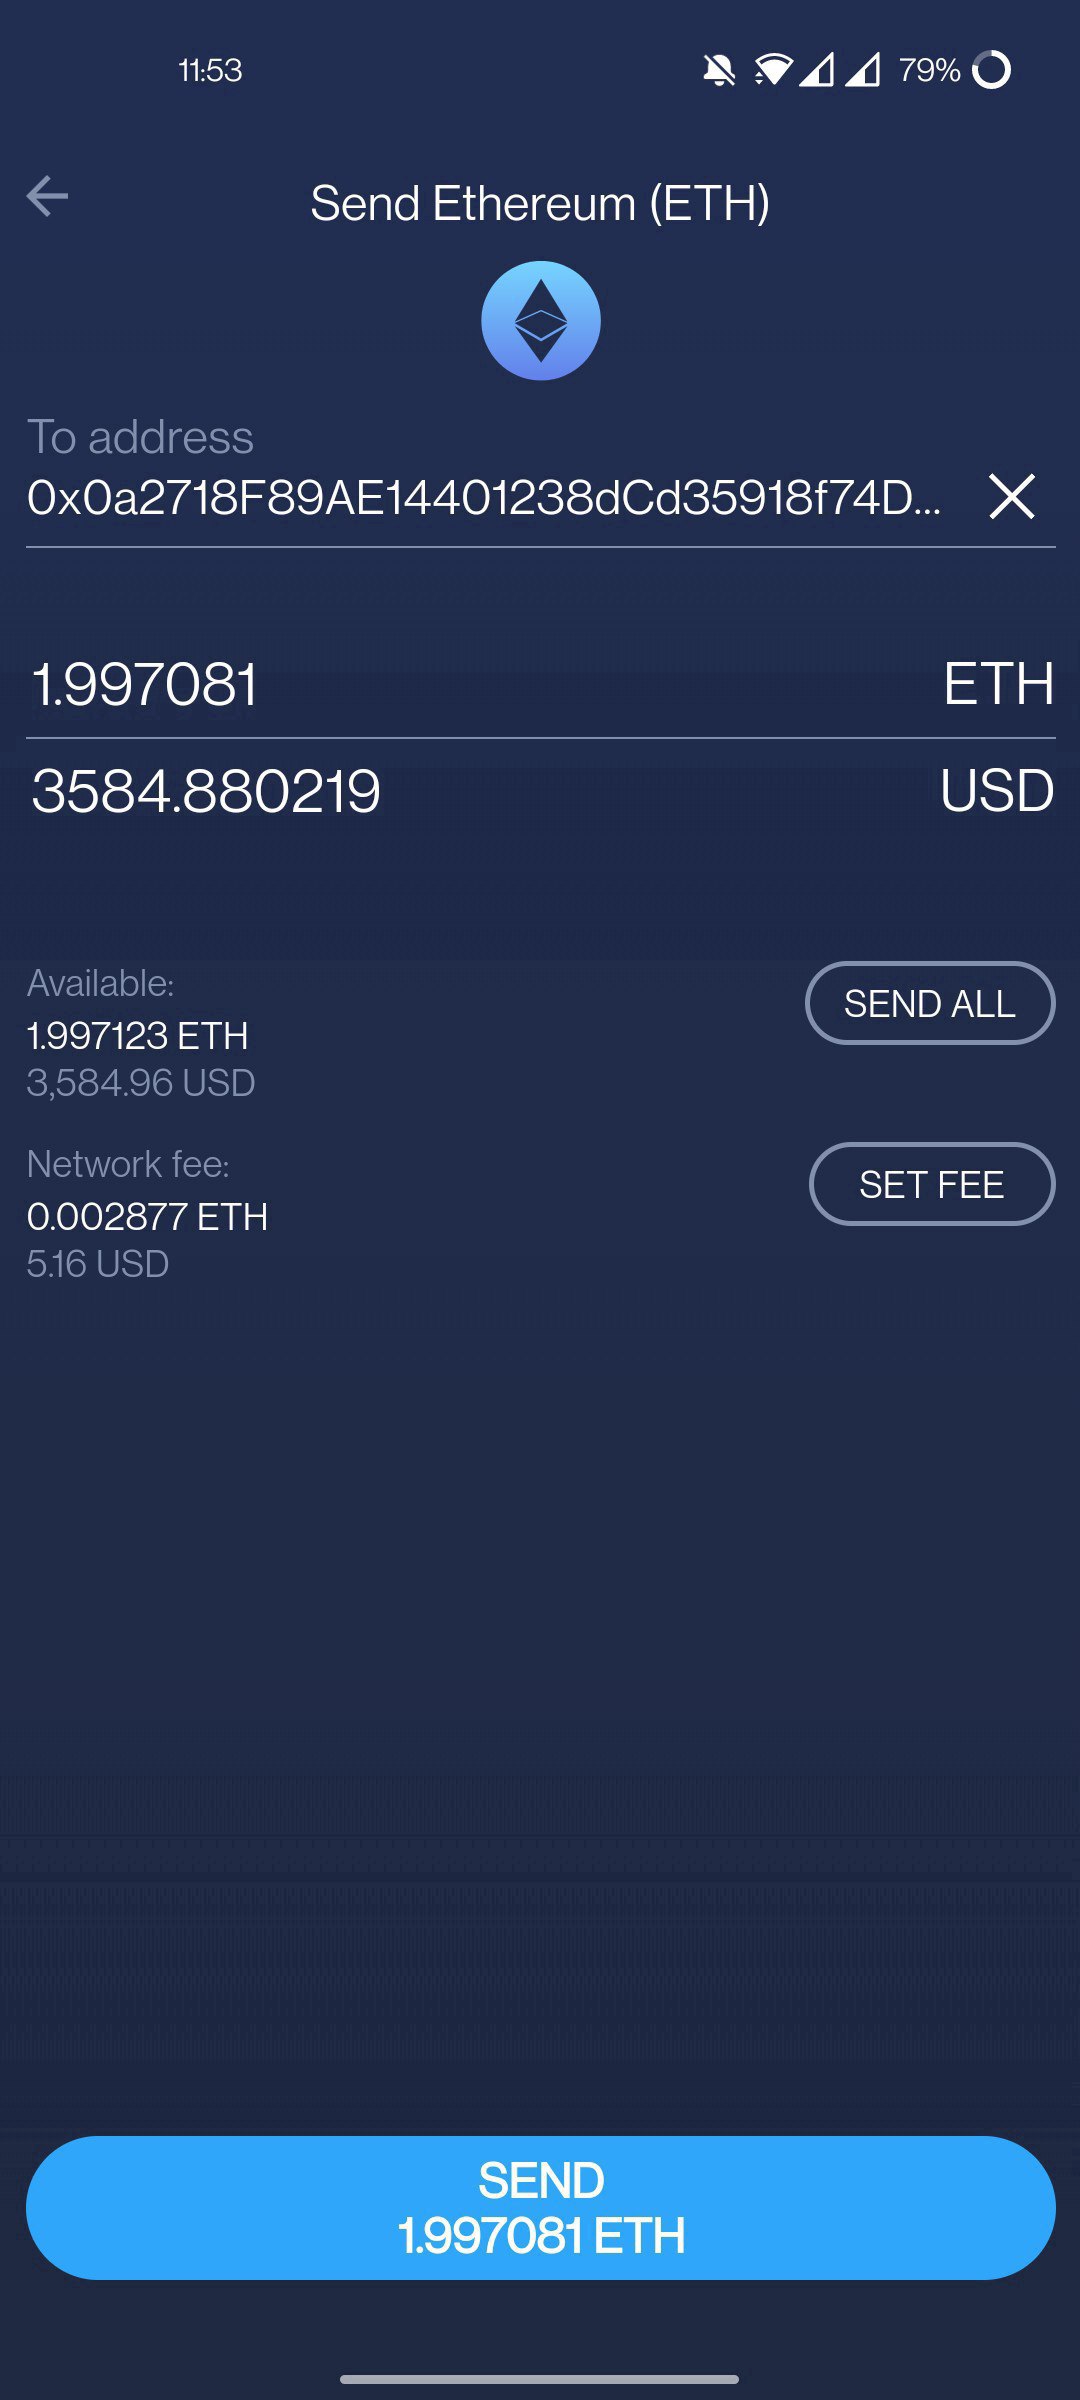 11:53 79%
Send Ethereum (ETH)
To address
0x0a2718F89AE14401238dCd35918f74D...
1.997081 ETH
3584.880219 USD
Available:
SEND ALL
1.997123 ETH
3,584.96 USD
Network fee:
SET FEE
0.002877 ETH
5.16 USD
SEND
1.997081 ETH